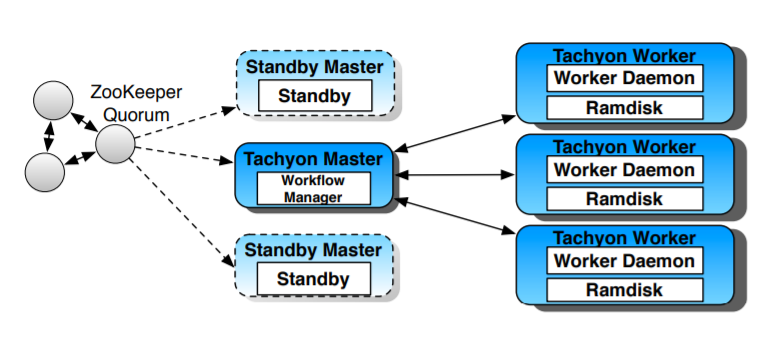 ZooKeeper
Quorum
Standby Master
Standby
Tachyon Master
Workflow
Manager
Standby Master
Standby
Tachyon Worker
Worker Daemon
Ramdisk
Tachyon Worker
Worker Daemon
Ramdisk
Tachyon Worker
Worker Daemon
Ramdisk